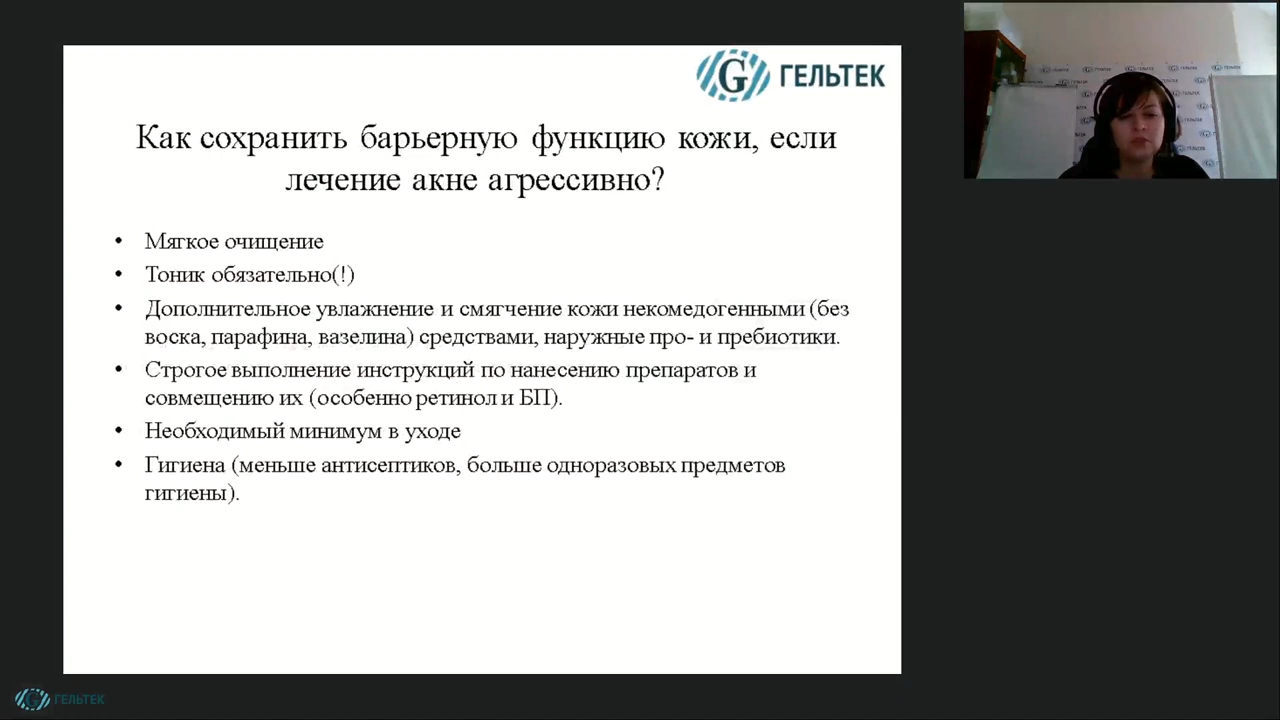 ГЕЛЬТЕК
Как сохранить барьерную функцию кожи, если
лечение акне агрессивно?
• Мягкое очищение
• Тоник обязательно(!)
• Дополнительное увлажнение и смягчение кожи некомедогенными (без
воска, парафина, вазелина) средствами, наружные про- и пребиотики.
• Строгое выполнение инструкций по нанесению препаратов и
совмещению их (особенно ретинол и БП).
• Необходимый минимум в уходе
• Гигиена (меньше антисептиков, больше одноразовых предметов
гигиены).
ГЕЛЬТЕК